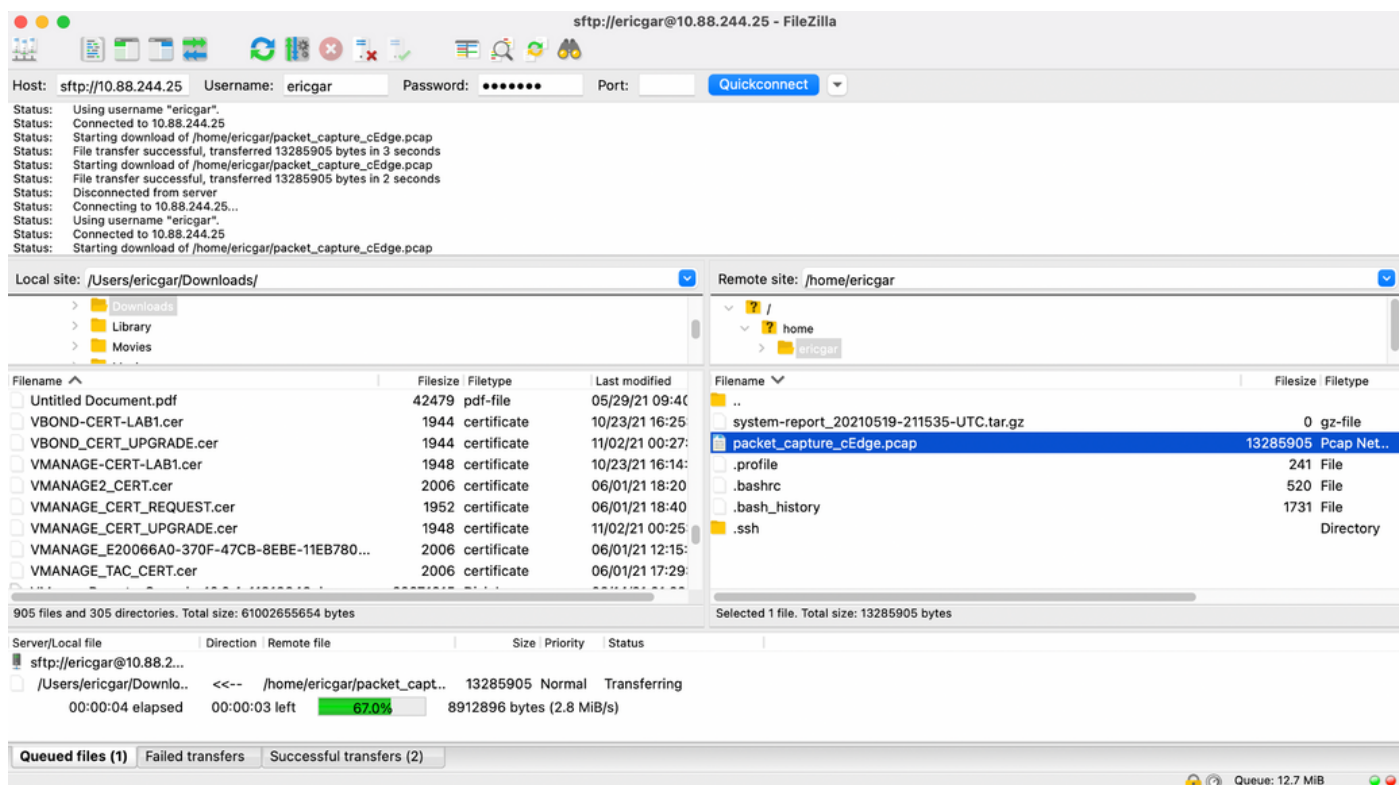 sftp://ericgar@10.88.244.25 - FileZilla
Host: sftp://10.88.244.25 Username: ericgar Password: ●●●●●●● Port: Quickconnect
Status: Using username "ericgar".
Status: Connected to 10.88.244.25
Status: Starting download of /home/ericgar/packet_capture_cEdge.pcap
Status: File transfer successful, transferred 13285905 bytes in 3 seconds
Status: Starting download of /home/ericgar/packet_capture_cEdge.pcap
Status: File transfer successful, transferred 13285905 bytes in 2 seconds
Status: Disconnected from server
Status: Connecting to 10.88.244.25...
Status: Using username "ericgar".
Status: Connected to 10.88.244.25
Status: Starting download of /home/ericgar/packet_capture_cEdge.pcap
Local site: /Users/ericgar/Downloads/
Downloads
Library
Movies
Filename Filesize Filetype Last modified
Untitled Document.pdf 42479 pdf-file 05/29/21 09:40
VBOND-CERT-LAB1.cer 1944 certificate 10/23/21 16:25:
VBOND_CERT_UPGRADE.cer 1944 certificate 11/02/21 00:27:
VMANAGE-CERT-LAB1.cer 1948 certificate 10/23/21 16:14:
VMANAGE2_CERT.cer 2006 certificate 06/01/21 18:20
VMANAGE_CERT_REQUEST.cer 1952 certificate 06/01/21 18:40
VMANAGE_CERT_UPGRADE.cer 1948 certificate 11/02/21 00:25:
VMANAGE_E20066A0-370F-47CB-8EBE-11EB780... 2006 certificate 06/01/21 12:15:
VMANAGE_TAC_CERT.cer 2006 certificate 06/01/21 17:29:
905 files and 305 directories. Total size: 61002655654 bytes
Remote site: /home/ericgar
/
home
ericgar
Filename Filesize Filetype
..
system-report_20210519-211535-UTC.tar.gz 0 gz-file
packet_capture_cEdge.pcap 13285905 Pcap Net...
.profile 241 File
.bashrc 520 File
.bash_history 1731 File
.ssh Directory
Selected 1 file. Total size: 13285905 bytes
Server/Local file Direction Remote file Size Priority Status
sftp://ericgar@10.88.2...
/Users/ericgar/Downlo.. <<-- /home/ericgar/packet_capt... 13285905 Normal Transferring
00:00:04 elapsed 00:00:03 left 67.0% 8912896 bytes (2.8 MiB/s)
Queued files (1) Failed transfers Successful transfers (2)
Queue: 12.7 MiB